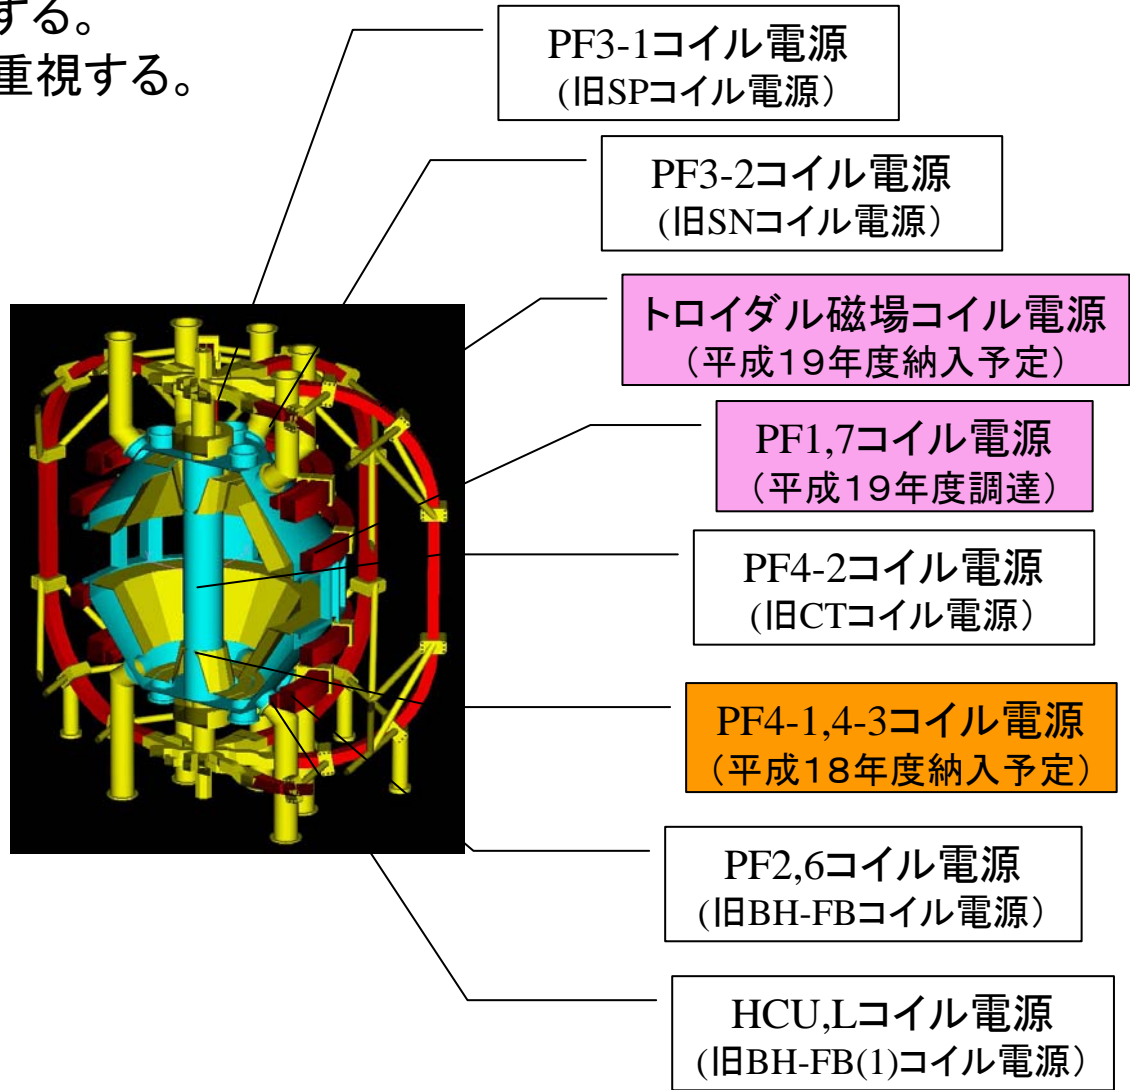 する。
重視する。
PF3-1コイル電源
(旧SPコイル電源）
PF3-2コイル電源
(旧SNコイル電源）
トロイダル磁場コイル電源
（平成１９年度納入予定）
PF1,7コイル電源
（平成１９年度調達）
PF4-2コイル電源
(旧CTコイル電源）
PF4-1,4-3コイル電源
（平成１８年度納入予定）
PF2,6コイル電源
(旧BH-FBコイル電源）
HCU,Lコイル電源
(旧BH-FB(1)コイル電源）